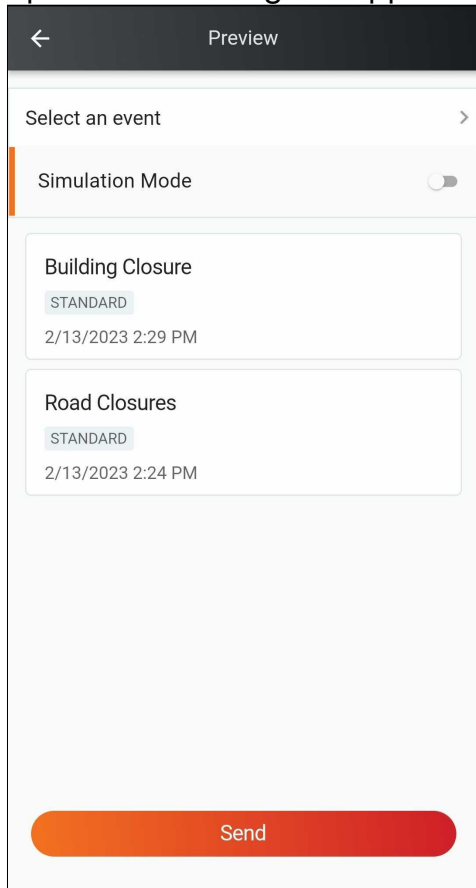 Preview
Select an event
Simulation Mode
Building Closure
STANDARD
2/13/2023 2:29 PM
Road Closures
STANDARD
2/13/2023 2:24 PM
Send